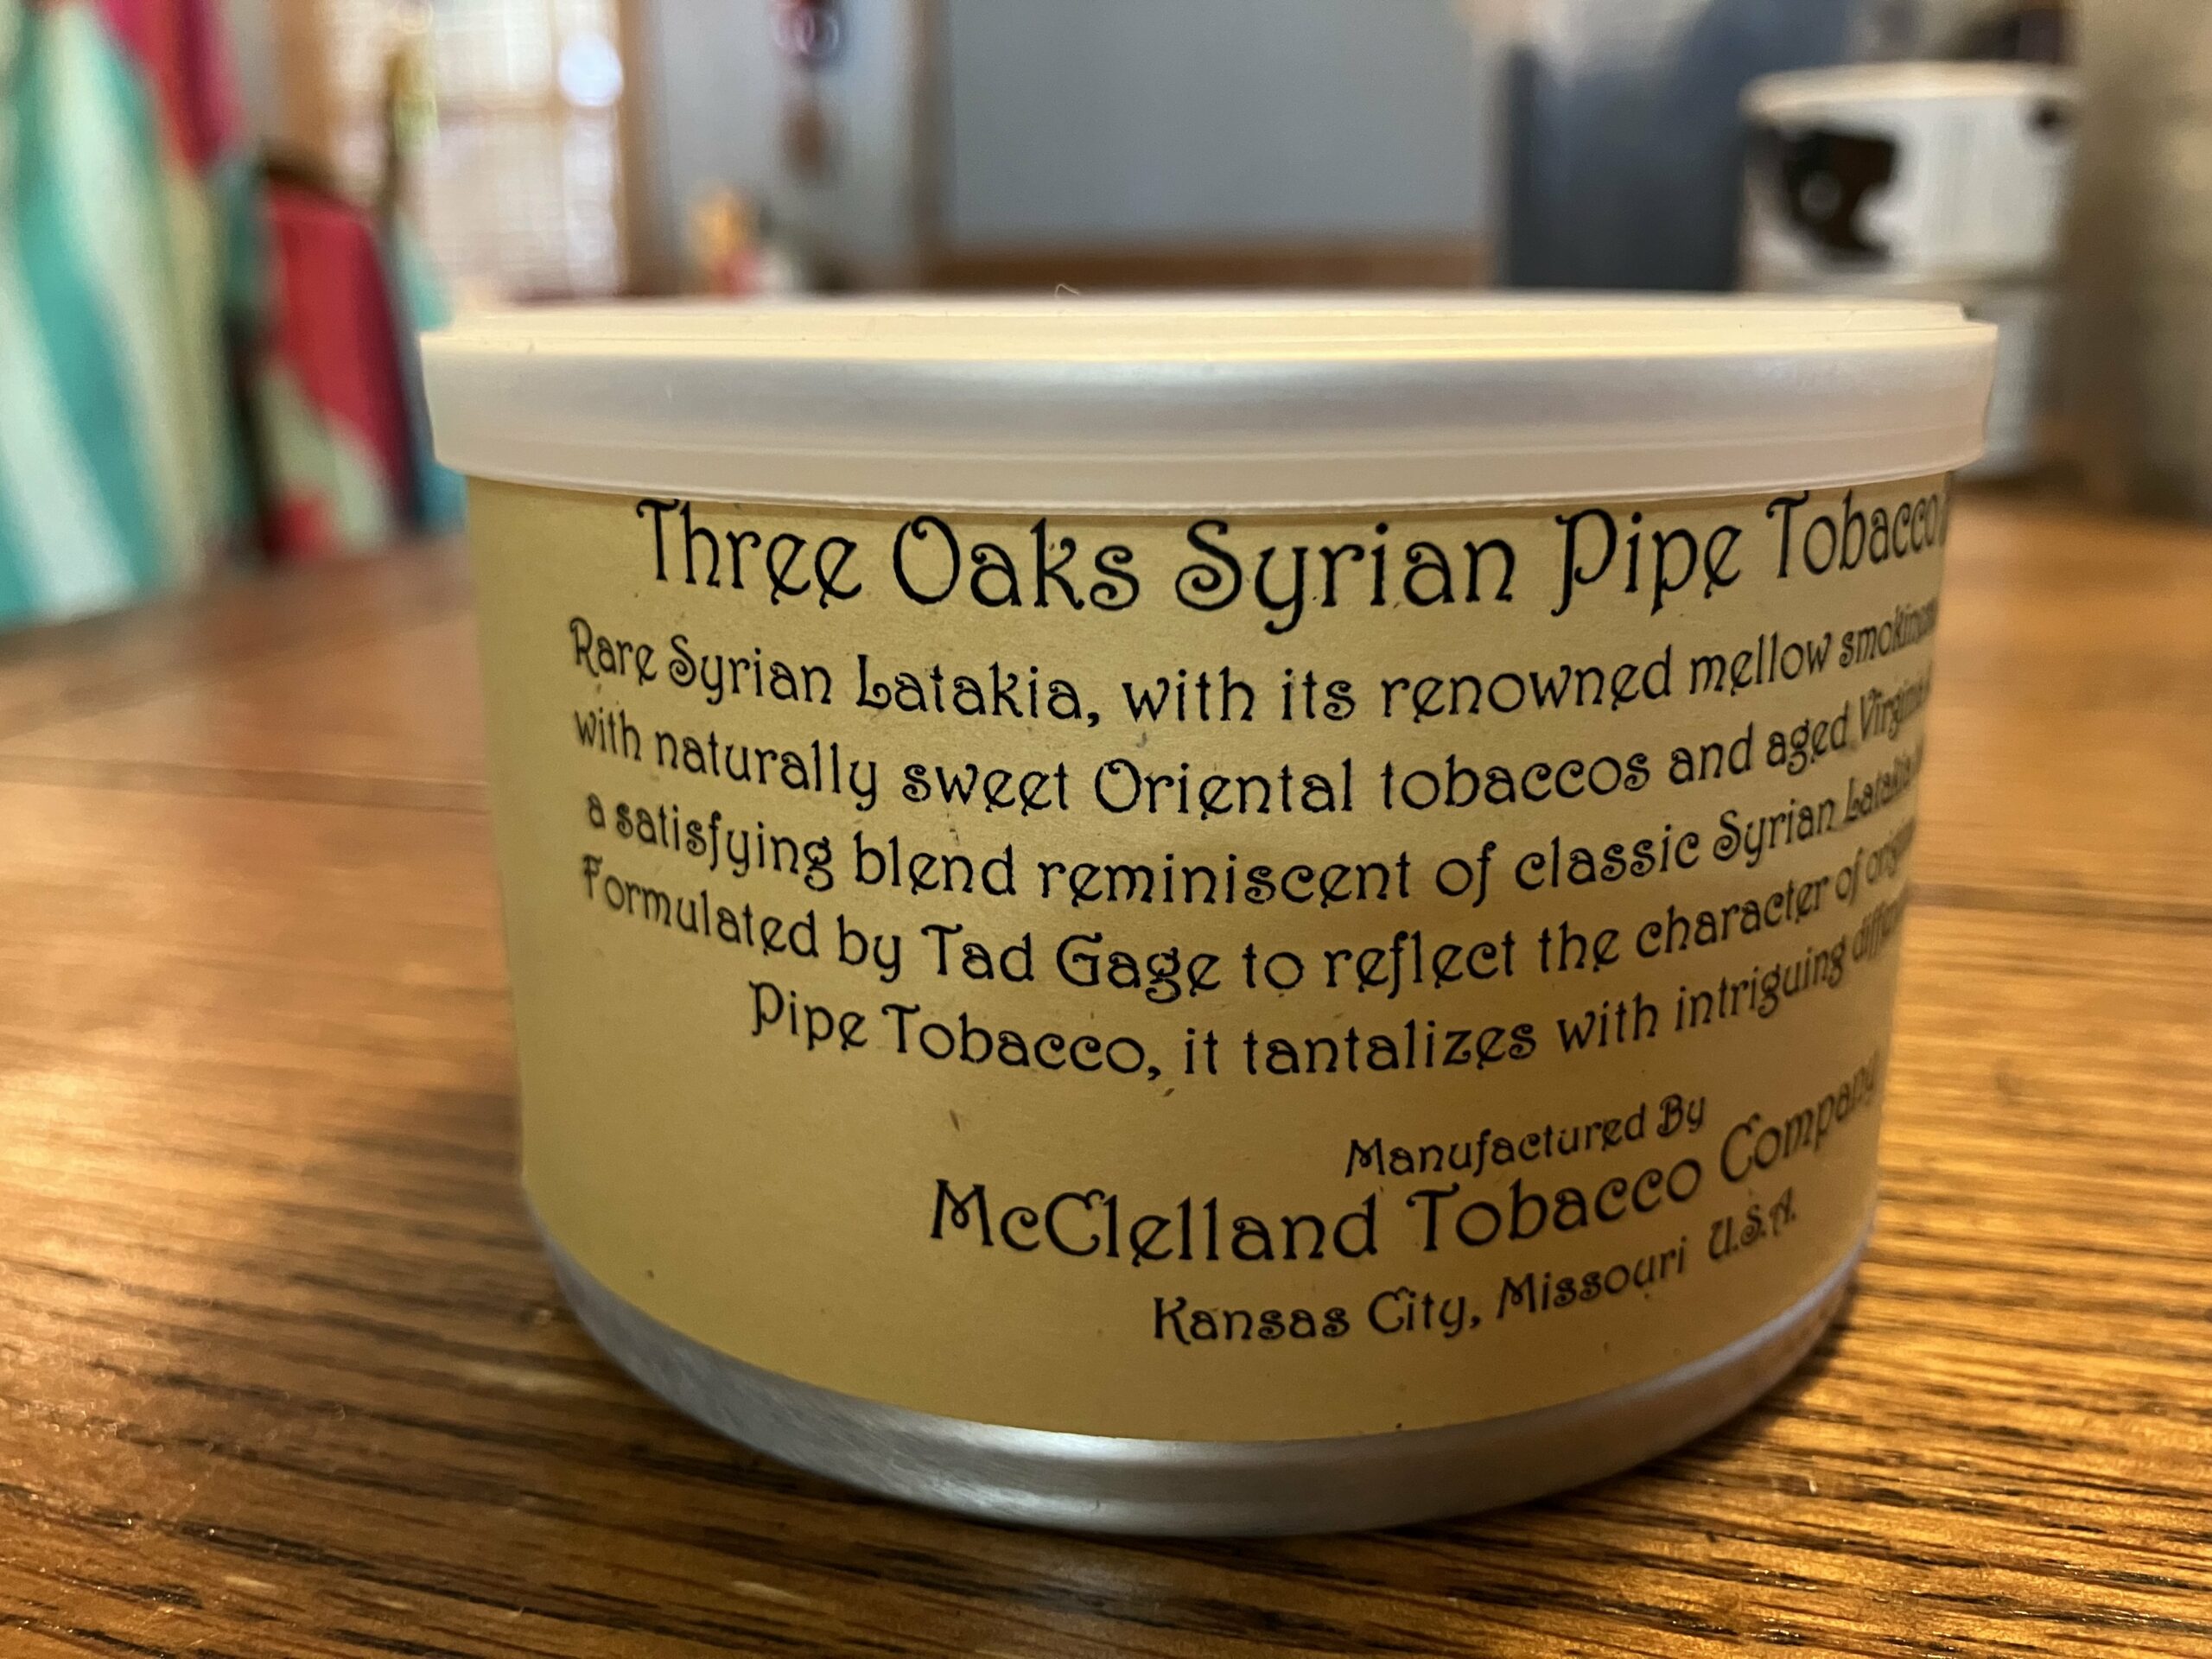 Three Oaks Syrian Pipe Tobacco
Rare Syrian Latakia, with its renowned mellow
with naturally sweet Oriental tobaccos and aged
a satisfying blend reminiscent of classic Syrian
Formulated by Tad Gage to reflect the character of
Pipe Tobacco, it tantalizes with intriguing
Manufactured By
McClelland Tobacco Company
Kansas City, Missouri U.S.A.